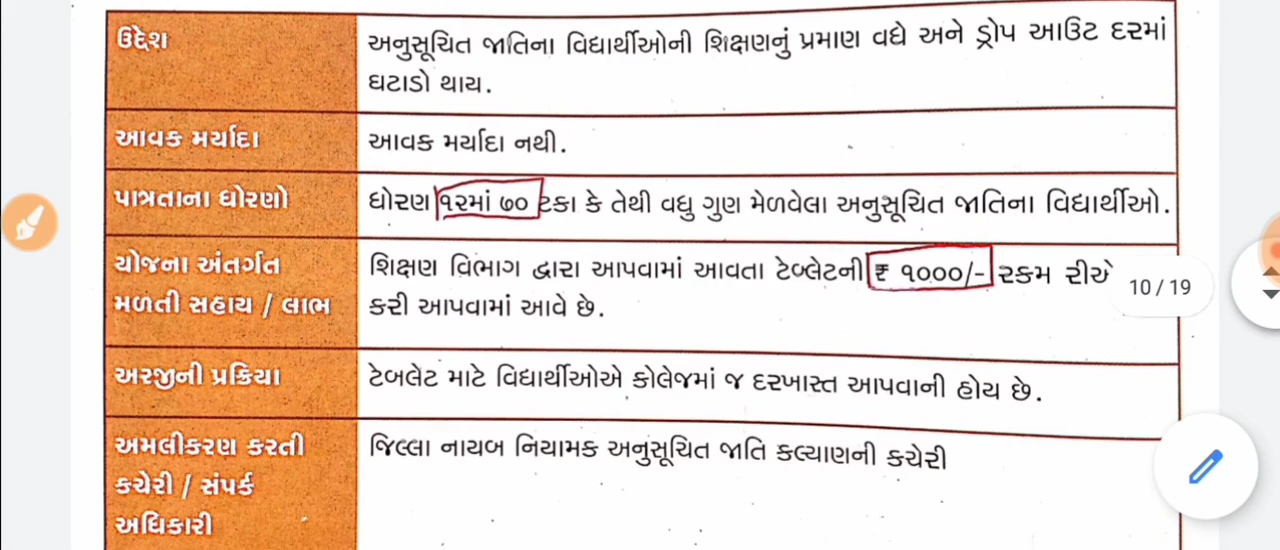 ઉદ્દેશ
અનુસૂચિત જાતિના વિદ્યાર્થીઓની શિક્ષણનું પ્રમાણ વધે અને ડ્રોપ આઉટ દરમાં
ઘટાડો થાય.
આવક મર્યાદા
આવક મર્યાદા નથી.
પાત્રતાના ધોરણો
ધોરણ ૧૨માં ૭૦ ટકા કે તેથી વધુ ગુણ મેળવેલા અનુસૂચિત જાતિના વિદ્યાર્થીઓ.
યોજના અંતર્ગત
મળતી સહાય / લાભ
શિક્ષણ વિભાગ દ્વારા આપવામાં આવતા ટેબ્લેટની ₹ ૧૦૦૦/- રકમ
કરી આપવામાં આવે છે.
10 / 19
અરજીની પ્રક્રિયા
ટેબલેટ માટે વિદ્યાર્થીઓએ કોલેજમાં જ દરખાસ્ત આપવાની હોય છે.
અમલીકરણ કરતી
કચેરી / સંપર્ક
અધિકારી
જિલ્લા નાયબ નિયામક અનુસૂચિત જાતિ કલ્યાણની કચેરી